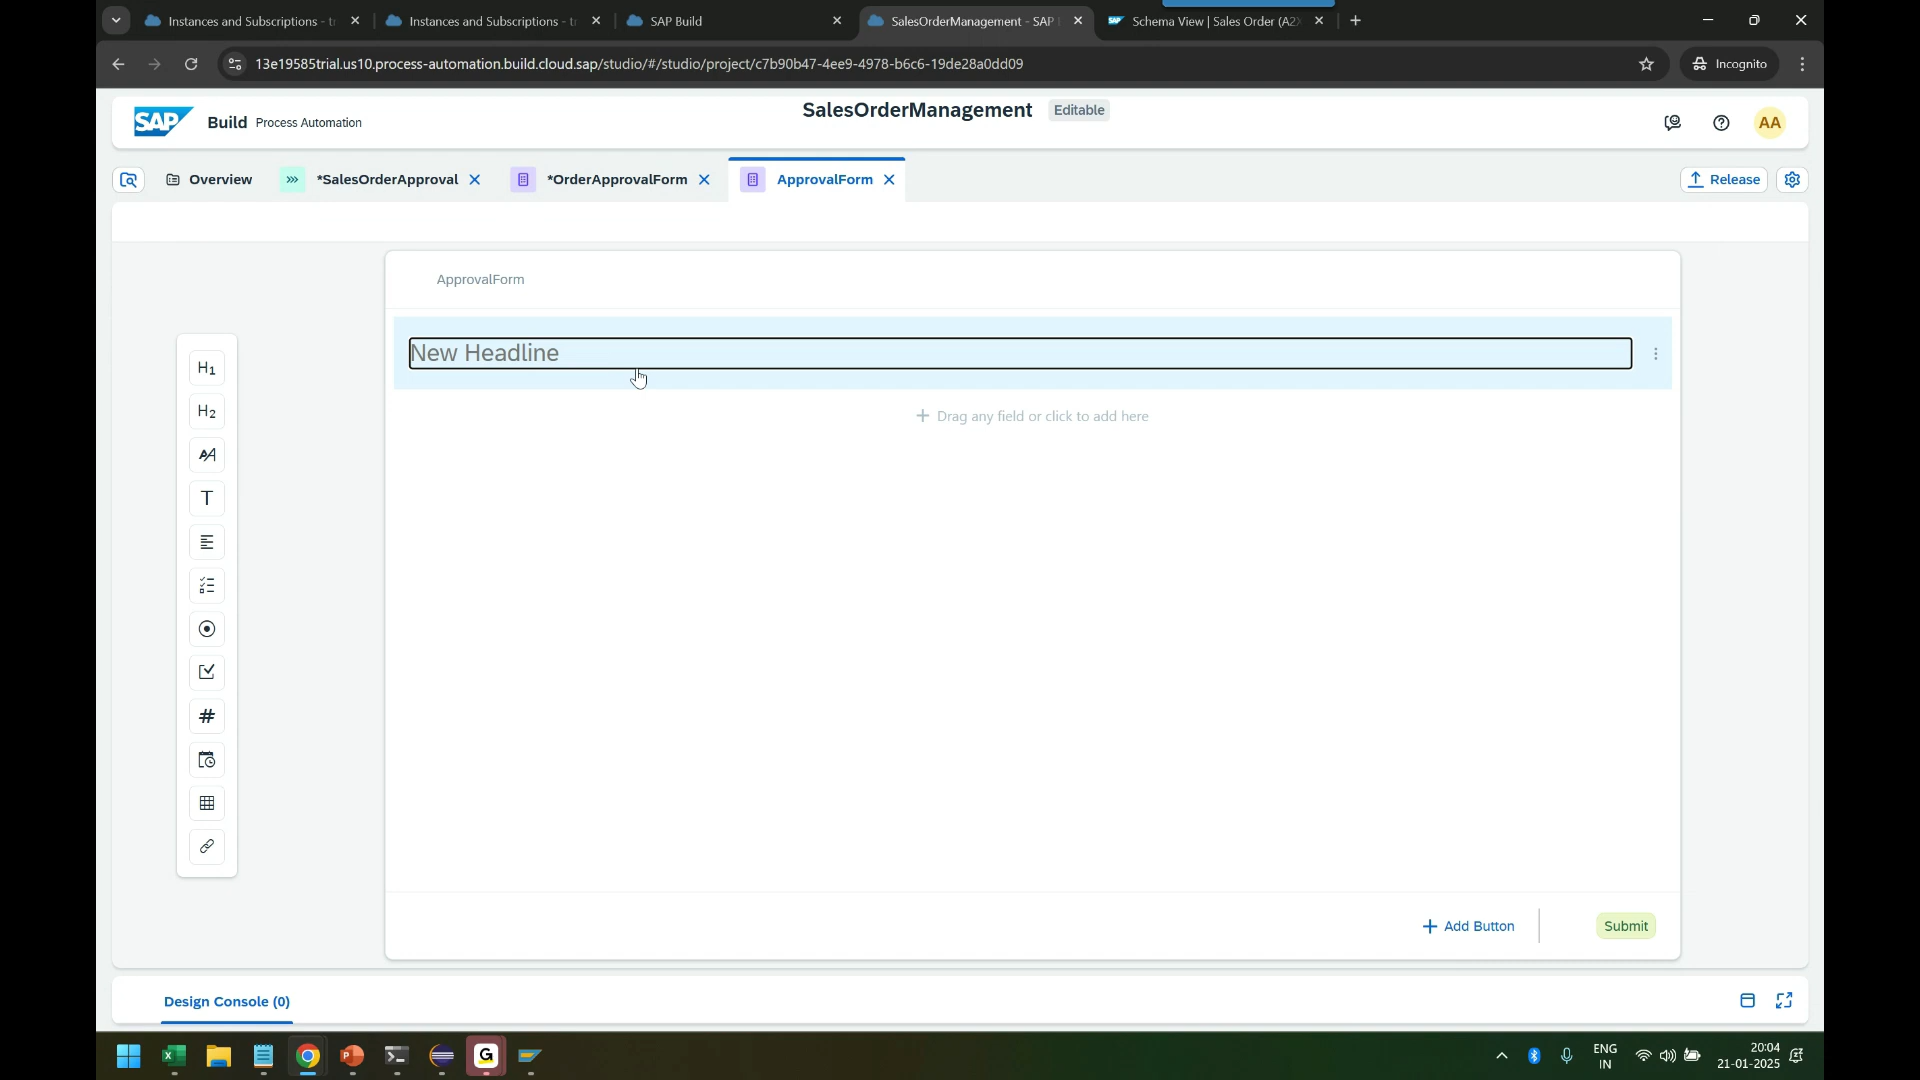 Instances and Subscriptions - tr
Instances and Subscriptions - tr
SAP Build
SalesOrderManagement - SAP
Schema View | Sales Order (A2
13e19585trial.us10.process-automation.build.cloud.sap/studio/#/studio/project/c7b90b47-4ee9-4978-b6c6-19de28a0dd09
Incognito
SAP
Build Process Automation
SalesOrderManagement
Editable
AA
Overview
*SalesOrderApproval
*OrderApprovalForm
ApprovalForm
Release
ApprovalForm
New Headline
Drag any field or click to add here
H1
H2
AA
T
#
Add Button
Submit
Design Console (0)
G
ENG
IN
20:04
21-01-2025